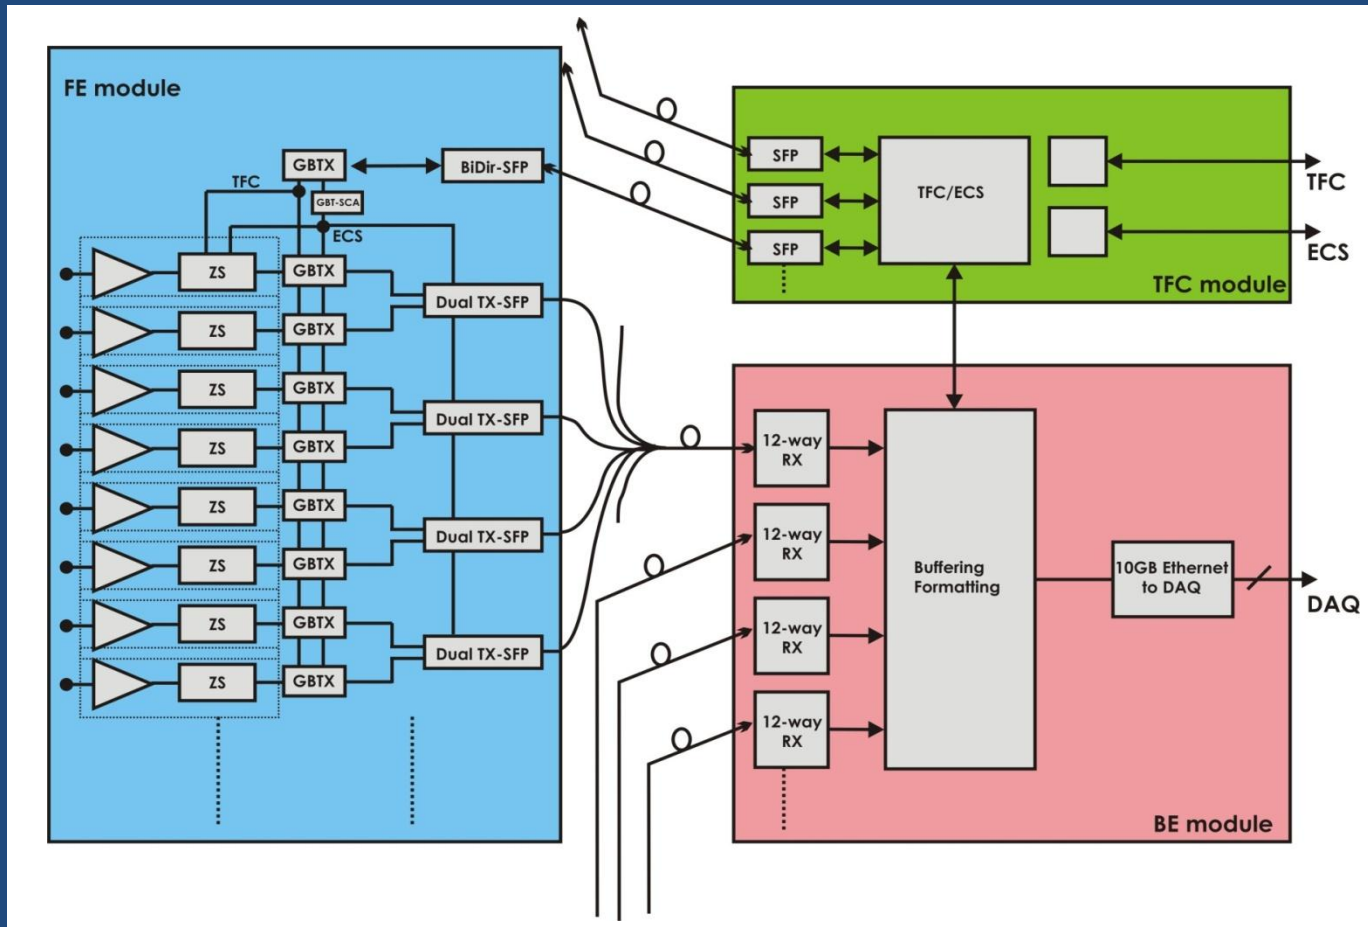 FE module
GBTX
BiDir-SFP
TFC
GBT-SCA
ECS
ZS
GBTX
Dual TX-SFP
ZS
GBTX
ZS
GBTX
Dual TX-SFP
ZS
GBTX
ZS
GBTX
Dual TX-SFP
ZS
GBTX
ZS
GBTX
Dual TX-SFP
ZS
GBTX
SFP
SFP
SFP
TFC/ECS
TFC
ECS
TFC module
12-way
RX
12-way
RX
12-way
RX
12-way
RX
Buffering
Formatting
10GB Ethernet
to DAQ
DAQ
BE module